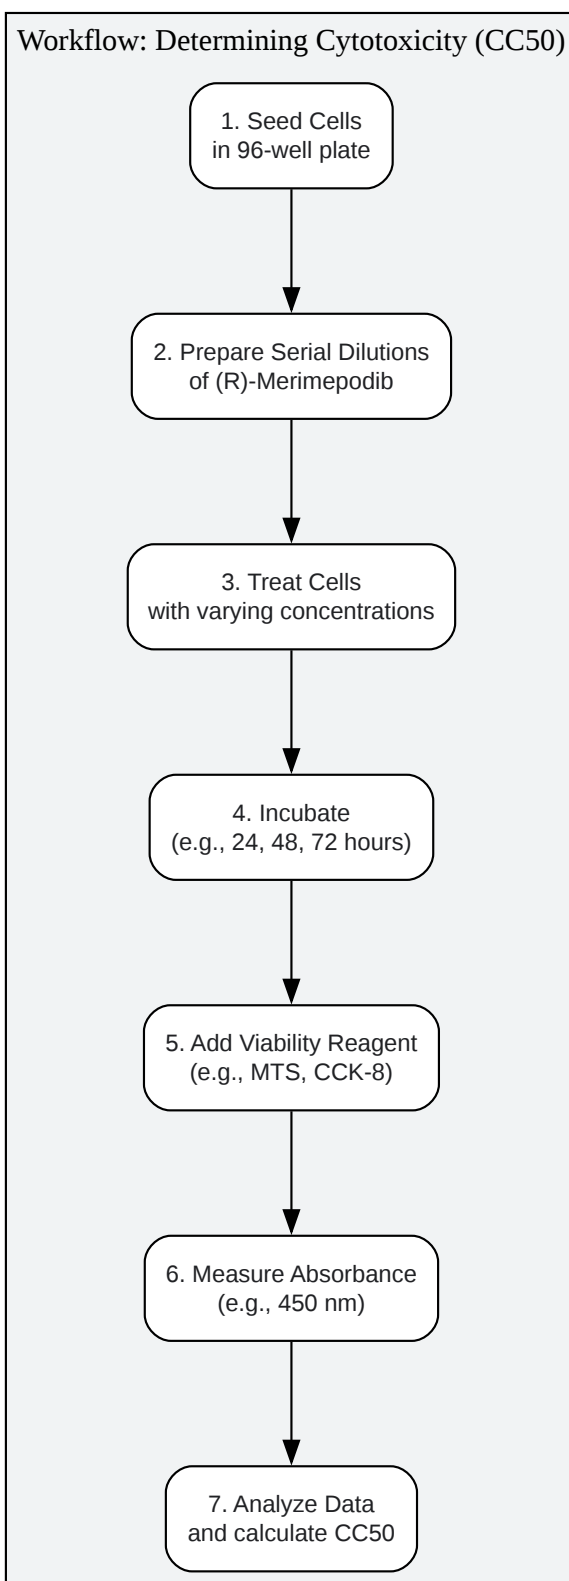 Workflow: Determining Cytotoxicity (CC50)
1. Seed Cells
in 96-well plate
2. Prepare Serial Dilutions
of (R)-Merimepodib
3. Treat Cells
with varying concentrations
4. Incubate
(e.g., 24, 48, 72 hours)
5. Add Viability Reagent
(e.g., MTS, CCK-8)
6. Measure Absorbance
(e.g., 450 nm)
7. Analyze Data
and calculate CC50